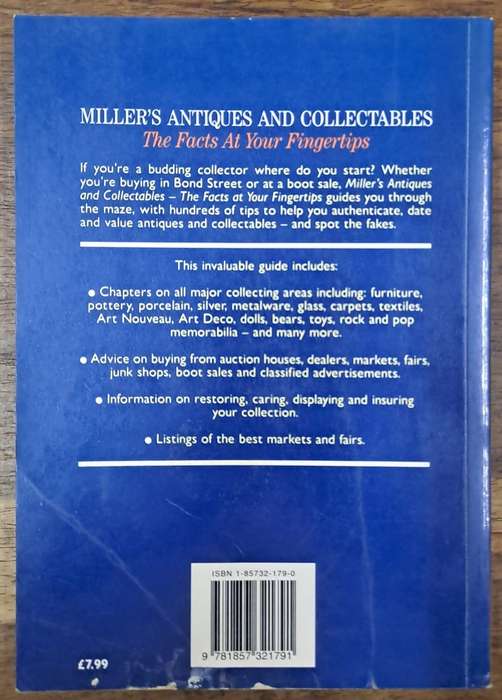 MILLER'S ANTIQUES AND COLLECTABLES
The Facts At Your Fingertips
If you're a budding collector where do you start? Whether
you're buying in Bond Street or at a boot sale, Miller's Antiques
and Collectables – The Facts at Your Fingertips guides you through
the maze, with hundreds of tips to help you authenticate, date
and value antiques and collectables – and spot the fakes.
This invaluable guide includes:
● Chapters on all major collecting areas including: furniture,
pottery, porcelain, silver, metalware, glass, carpets, textiles,
Art Nouveau, Art Deco, dolls, bears, toys, rock and pop
memorabilia – and many more.
● Advice on buying from auction houses, dealers, markets, fairs,
junk shops, boot sales and classified advertisements.
● Information on restoring, caring, displaying and insuring
your collection.
● Listings of the best markets and fairs.
ISBN 1-85732-179-0
9 781857 321791
£7.99